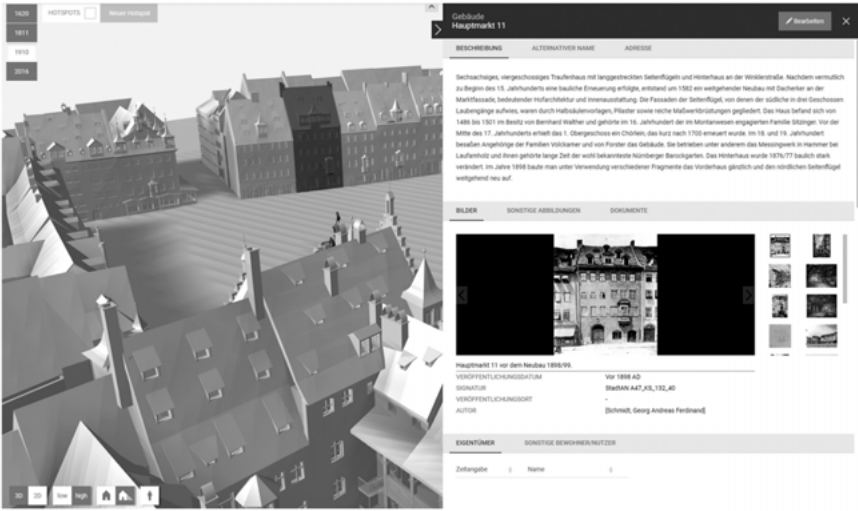 1620
HOTSPOTS
Neuer Hotspot
1811
1910
2016
3D
2D
low
high
Gebäude
Hauptmarkt 11
Bearbeiten
BESCHREIBUNG
ALTERNATIVER NAME
ADRESSE
Sechsachsiges, viergeschossiges Traufenhaus mit langgestreckten Seitenflügeln und Hinterhaus an der Winklerstraße. Nachdem vermutlich
zu Beginn des 15. Jahrhunderts eine bauliche Erneuerung erfolgte, entstand um 1582 ein weitgehender Neubau mit Dacherker an der
Marktfassade, bedeutender Hofarchitektur und Innenausstattung. Die Fassaden der Seitenflügel, von denen der südliche in drei Geschossen
Laubengänge aufwies, waren durch Halbsäulenvorlagen, Pilaster sowie reiche Maßwerkbrüstungen gegliedert. Das Haus befand sich von
1486 bis 1501 im Besitz von Bernhard Walther und gehörte im 16. Jahrhundert der im Montanwesen engagierten Familie Sitzinger. Vor der
Mitte des 17. Jahrhunderts erhielt das 1. Obergeschoss ein Chörlein, das kurz nach 1700 erneuert wurde. Im 18. und 19. Jahrhundert
besaßen Angehörige der Familien Volckamer und von Forster das Gebäude. Sie betrieben unter anderem das Messingwerk in Hammer bei
Laufenholz und ihnen gehörte lange Zeit der wohl bekannteste Nürnberger Barockgarten. Das Hinterhaus wurde 1876/77 baulich stark
verändert. Im Jahre 1898 baute man unter Verwendung verschiedener Fragmente das Vorderhaus gänzlich und den nördlichen Seitenflügel
weitgehend neu auf.
BILDER
SONSTIGE ABBILDUNGEN
DOKUMENTE
Hauptmarkt 11 vor dem Neubau 1898/99.
VERÖFFENTLICHUNGSDATUM
Vor 1898 AD
SIGNATUR
StadtAN A47_KS_132_40
VERÖFFENTLICHUNGSORT
-
AUTOR
[Schmidt, Georg Andreas Ferdinand]
EIGENTÜMER
SONSTIGE BEWOHNER/NUTZER
Zeitangabe
Name